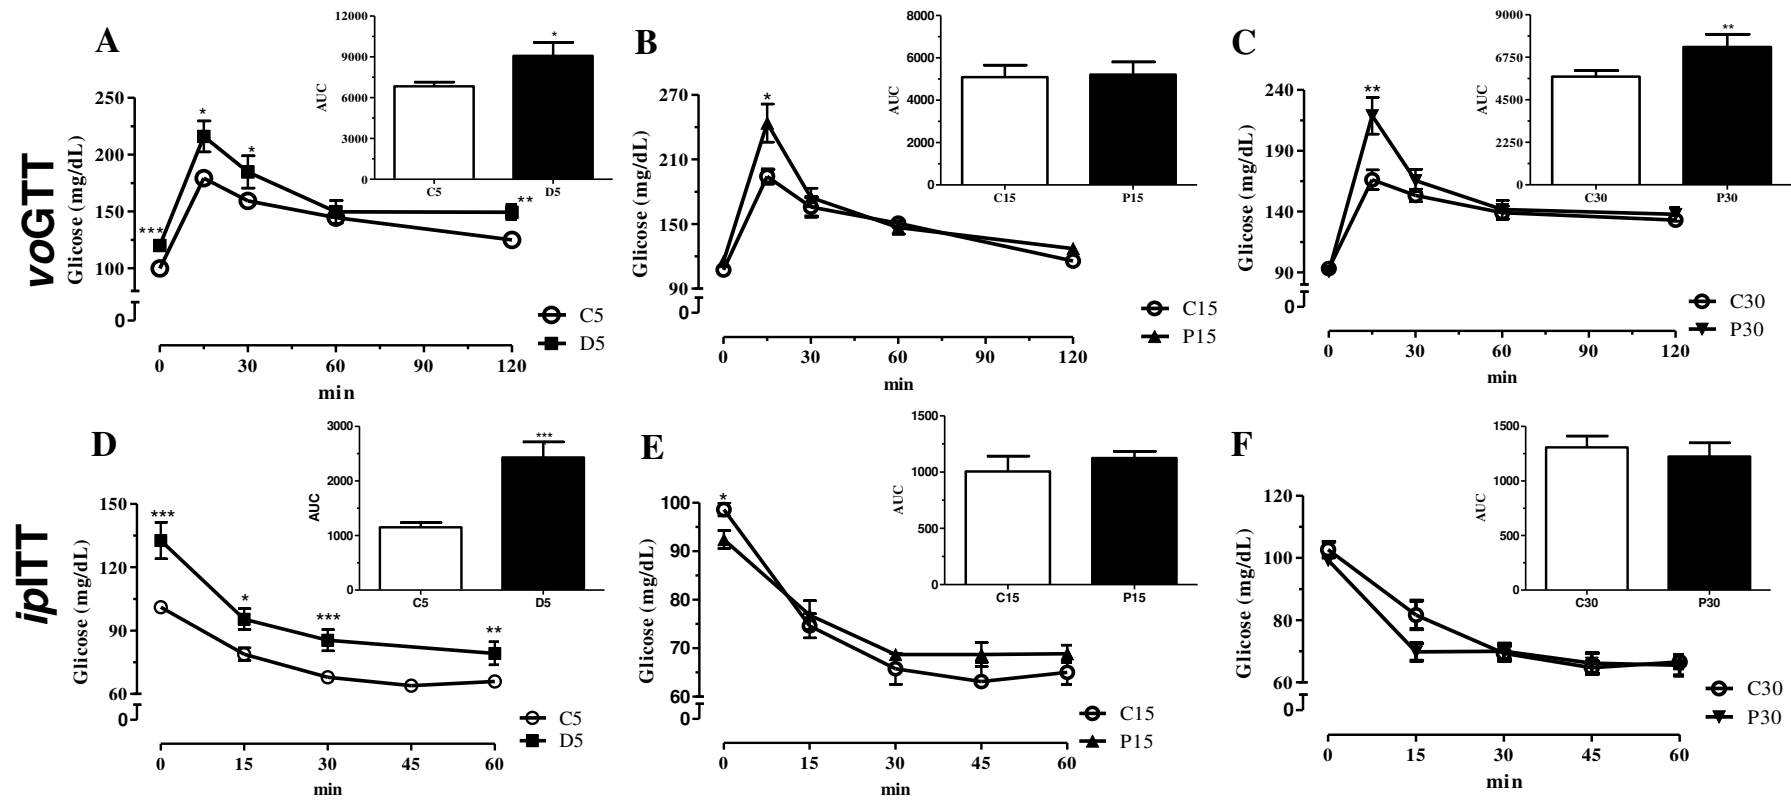 voGTT
A
250
200
150
100
0
Glicose (mg/dL)
***
*
*
**
0 30 60 90 120
min
C5
D5
12000
9000
6000
3000
0
AUC
*
C5 D5
B
270
210
150
90
0
Glicose (mg/dL)
*
0 30 60 90 120
C15
P15
8000
6000
4000
2000
0
AUC
C15 P15
C
240
190
140
90
0
Glicose (mg/dL)
**
0 30 60 90 120
min
C30
P30
9000
6750
4500
2250
0
AUC
**
C30 P30
ipITT
D
150
120
90
60
0
Glicose (mg/dL)
***
*
***
**
0 15 30 45 60
min
C5
D5
3000
2000
1000
0
AUC
***
C5 D5
E
100
90
80
70
60
0
Glicose (mg/dL)
*
0 15 30 45 60
min
C15
P15
1500
1000
500
0
AUC
C15 P15
F
120
100
80
60
0
Glicose (mg/dL)
0 15 30 45 60
min
C30
P30
1500
1000
500
0
AUC
C30 P30